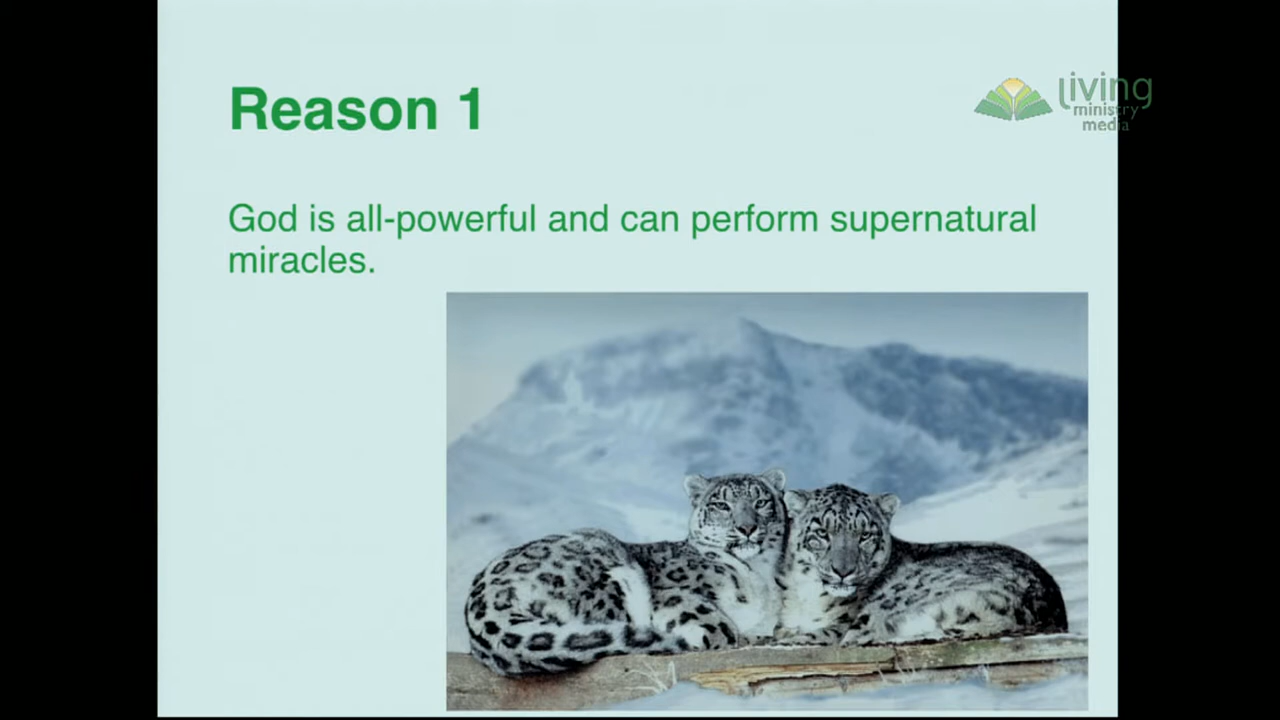 Reason 1
living
ministry
media
God is all-powerful and can perform supernatural
miracles.